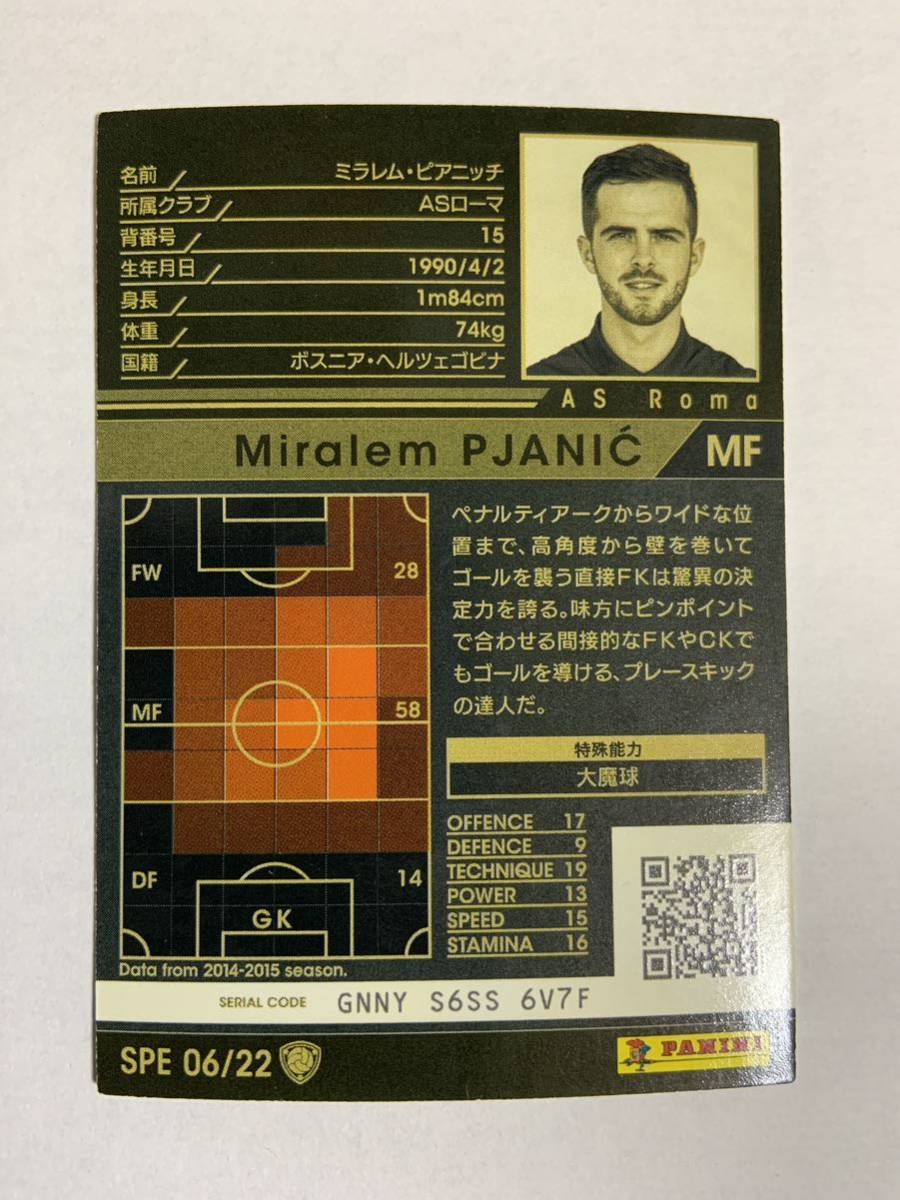 名前 ミラレム・ピアニッチ
所属クラブ ASローマ
背番号 15
生年月日 1990/4/2
身長 1m84cm
体重 74kg
国籍 ボスニア・ヘルツェゴビナ
AS Roma
Miralem PJANIĆ MF
FW 28
MF 58
DF 14
GK
Data from 2014-2015 season.
ペナルティアークからワイドな位
置まで、高角度から壁を巻いて
ゴールを襲う直接FKは驚異の決
定力を誇る。味方にピンポイント
で合わせる間接的なFKやCKで
もゴールを導ける、プレースキック
の達人だ。
特殊能力
大魔球
OFFENCE 17
DEFENCE 9
TECHNIQUE 19
POWER 13
SPEED 15
STAMINA 16
SERIAL CODE GNNY S6SS 6V7F
SPE 06/22
PANINI